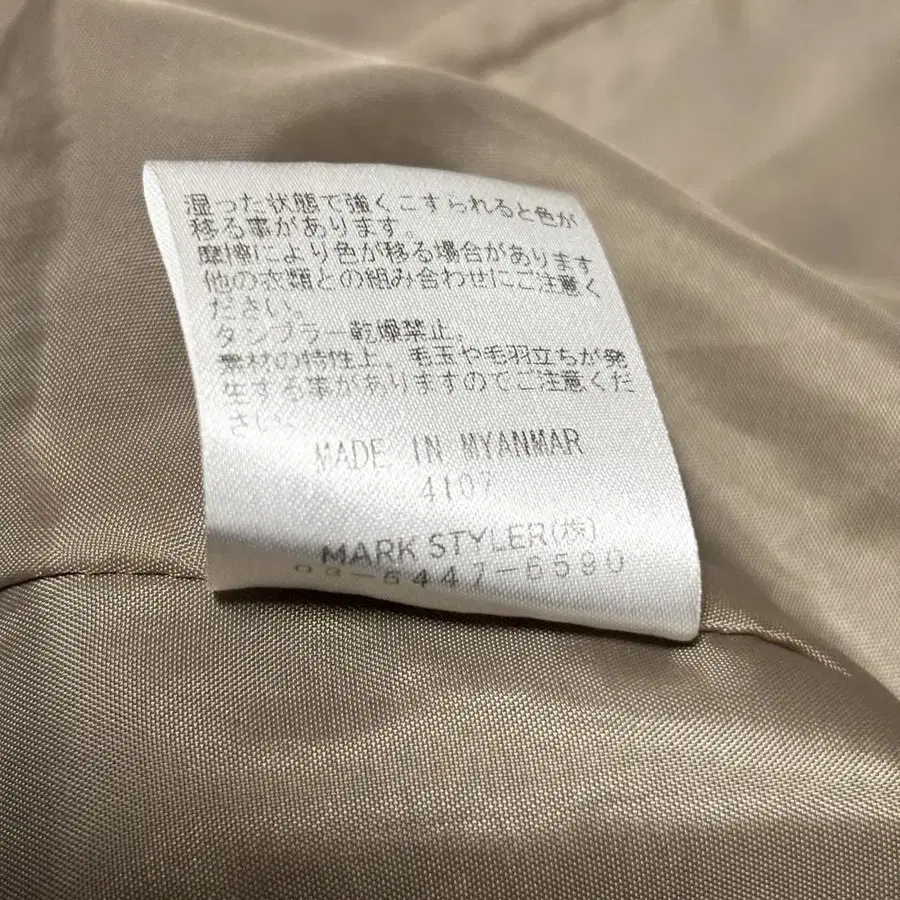 湿った状態で強くこすられると色が
移る事があります。
摩擦により色が移る場合があります
他の衣類との組み合わせにご注意く
ださい。
タンブラー乾燥禁止。
素材の特性上、毛玉や毛羽立ちが発
生する事がありますのでご注意くだ
さい。
MADE IN MYANMAR
4107
MARK STYLER(株)
03-5447-6590